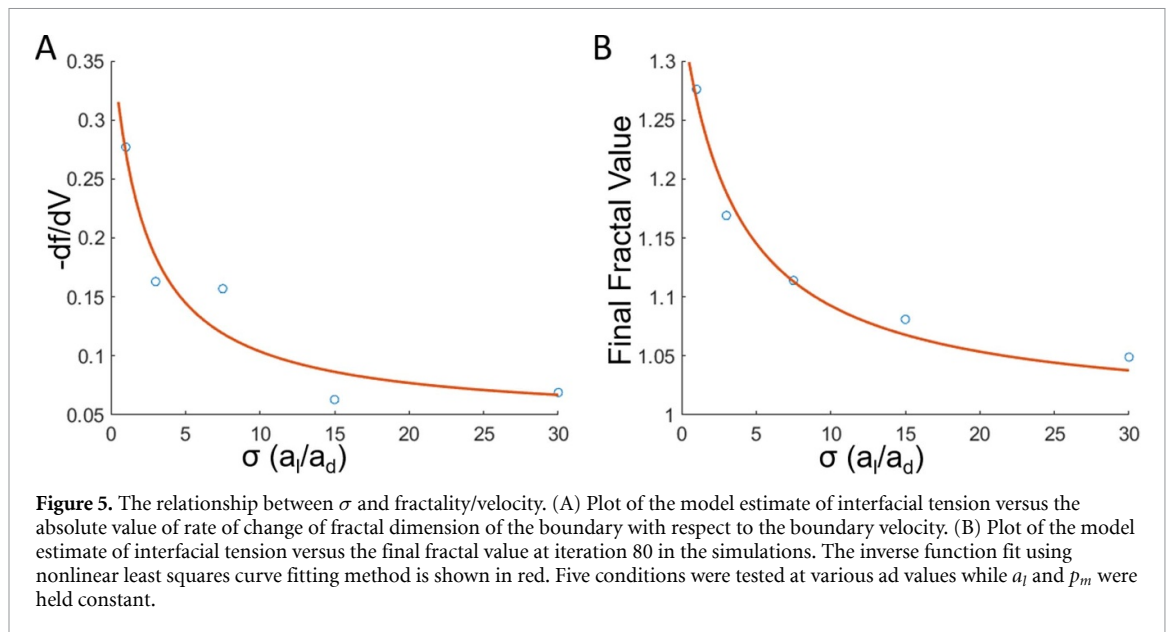 A
B
0.35
0.3
0.25
0.2
0.15
0.1
0.05
-df/dV
0 5 10 15 20 25 30
σ (al/ad)
1.3
1.25
1.2
1.15
1.1
1.05
1
Final Fractal Value
0 5 10 15 20 25 30
σ (al/ad)
Figure 5. The relationship between σ and fractality/velocity. (A) Plot of the model estimate of interfacial tension versus the
absolute value of rate of change of fractal dimension of the boundary with respect to the boundary velocity. (B) Plot of the model
estimate of interfacial tension versus the final fractal value at iteration 80 in the simulations. The inverse function fit using
nonlinear least squares curve fitting method is shown in red. Five conditions were tested at various ad values while al and pm were
held constant.